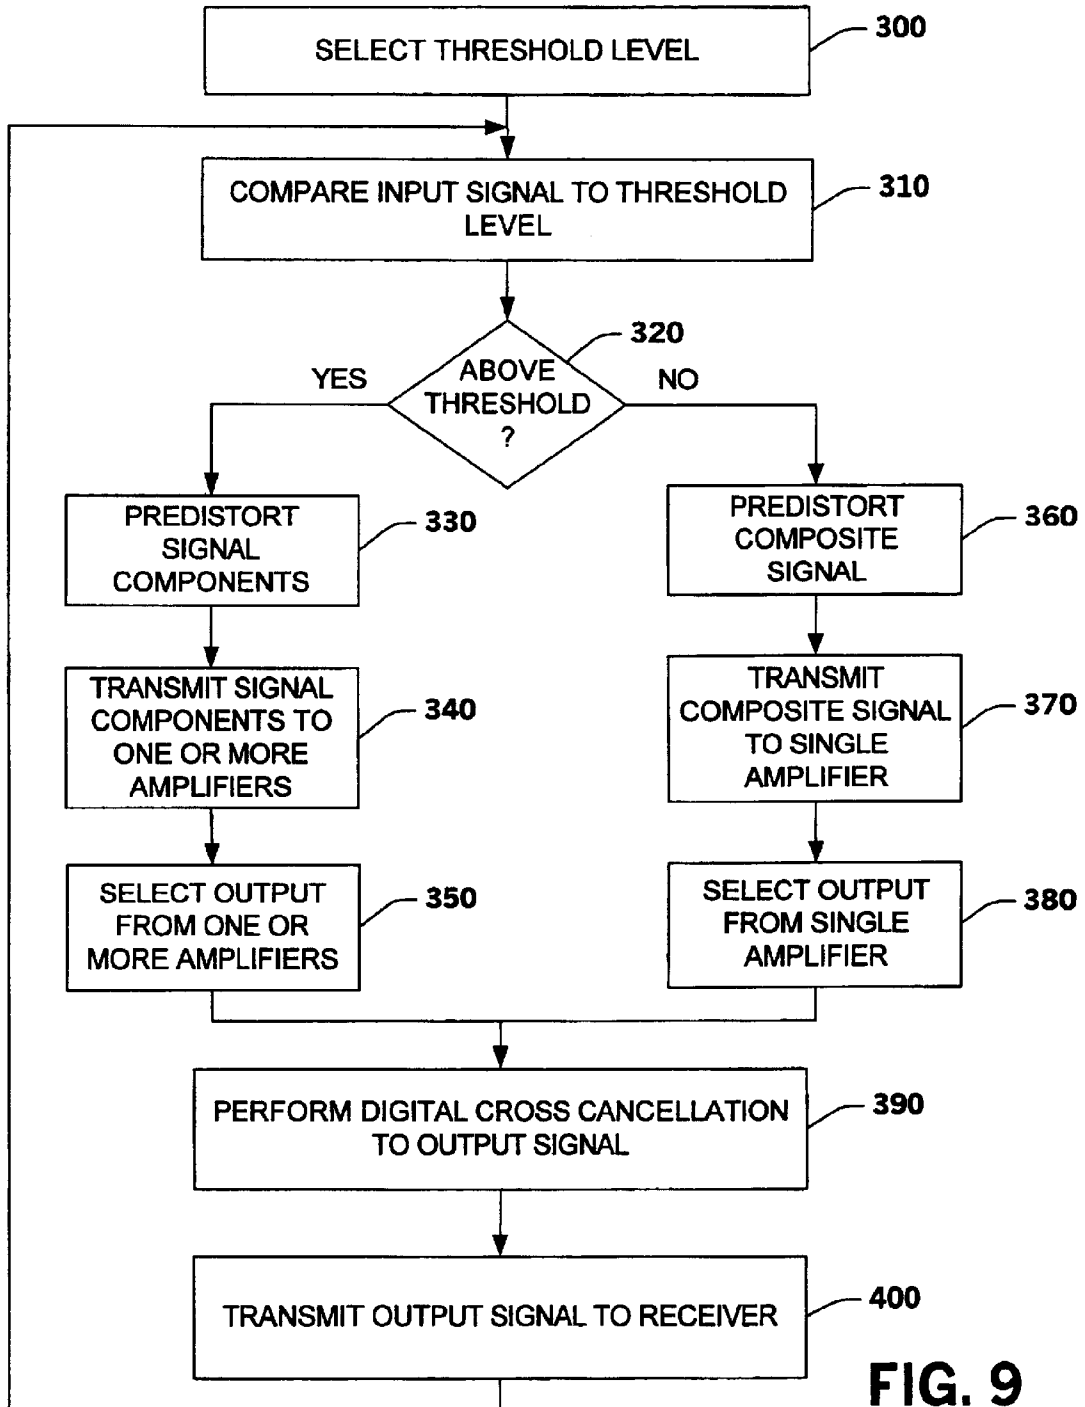 SELECT THRESHOLD LEVEL
300
COMPARE INPUT SIGNAL TO THRESHOLD
LEVEL
310
320
ABOVE
THRESHOLD
?
YES
NO
PREDISTORT
SIGNAL
COMPONENTS
330
PREDISTORT
COMPOSITE
SIGNAL
360
TRANSMIT SIGNAL
COMPONENTS TO
ONE OR MORE
AMPLIFIERS
340
TRANSMIT
COMPOSITE SIGNAL
TO SINGLE
AMPLIFIER
370
SELECT OUTPUT
FROM ONE OR
MORE AMPLIFIERS
350
SELECT OUTPUT
FROM SINGLE
AMPLIFIER
380
PERFORM DIGITAL CROSS CANCELLATION
TO OUTPUT SIGNAL
390
TRANSMIT OUTPUT SIGNAL TO RECEIVER
400
FIG. 9